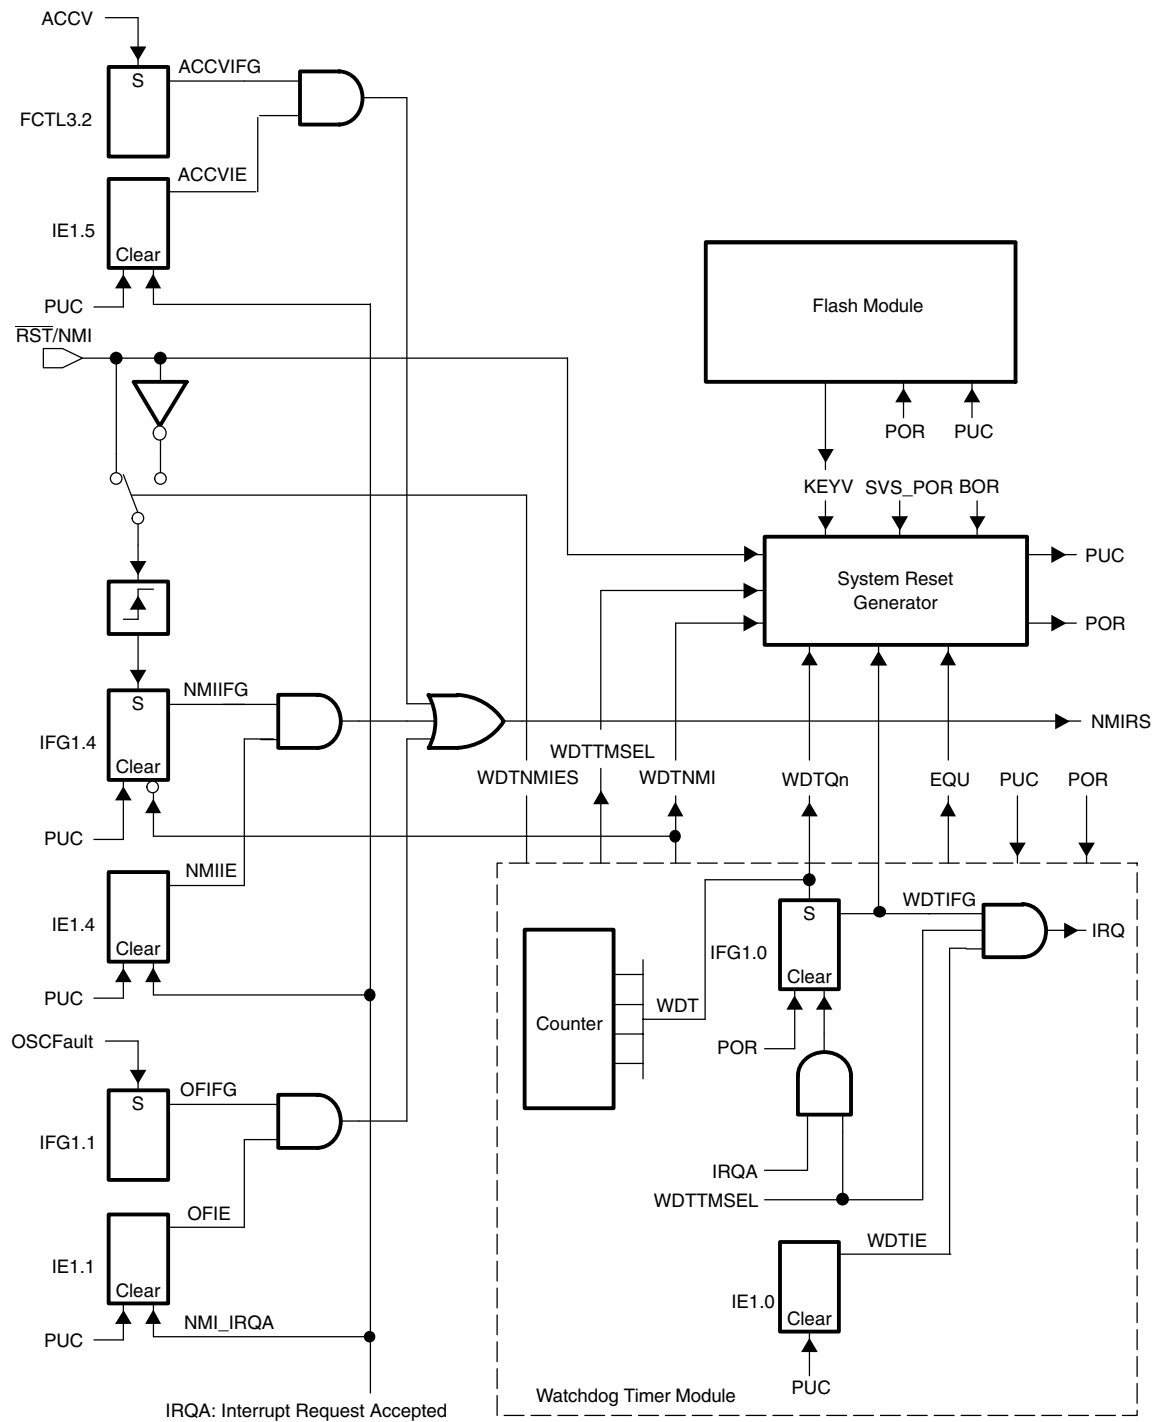 ACCV
S
ACCVIFG
FCTL3.2
ACCVIE
IE1.5
Clear
PUC
RST/NMI
Flash Module
POR
PUC
KEYV
SVS_POR
BOR
System Reset
Generator
PUC
POR
S
NMIIFG
IFG1.4
Clear
PUC
NMIRS
WDTTMSEL
WDTNMIES
WDTNMI
WDTQn
EQU
PUC
POR
NMIIE
IE1.4
Clear
PUC
S
WDTIFG
IFG1.0
Clear
IRQ
Counter
WDT
POR
OSCFault
S
OFIFG
IFG1.1
IRQA
WDTTMSEL
OFIE
IE1.1
Clear
PUC
NMI_IRQA
WDTIE
IE1.0
Clear
PUC
Watchdog Timer Module
IRQA: Interrupt Request Accepted